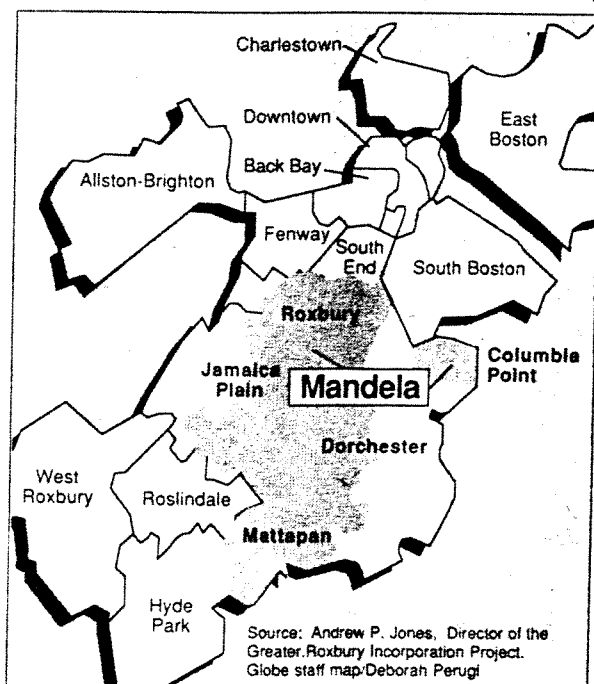 Charlestown
East
Boston
Downtown
Back Bay
Allston-Brighton
Fenway
South
End
South Boston
Roxbury
Columbia
Point
Jamaica
Plain
Mandela
Dorchester
West
Roxbury
Roslindale
Mattapan
Hyde
Park
Source: Andrew P. Jones, Director of the
Greater Roxbury Incorporation Project.
Globe staff map/Deborah Perugi